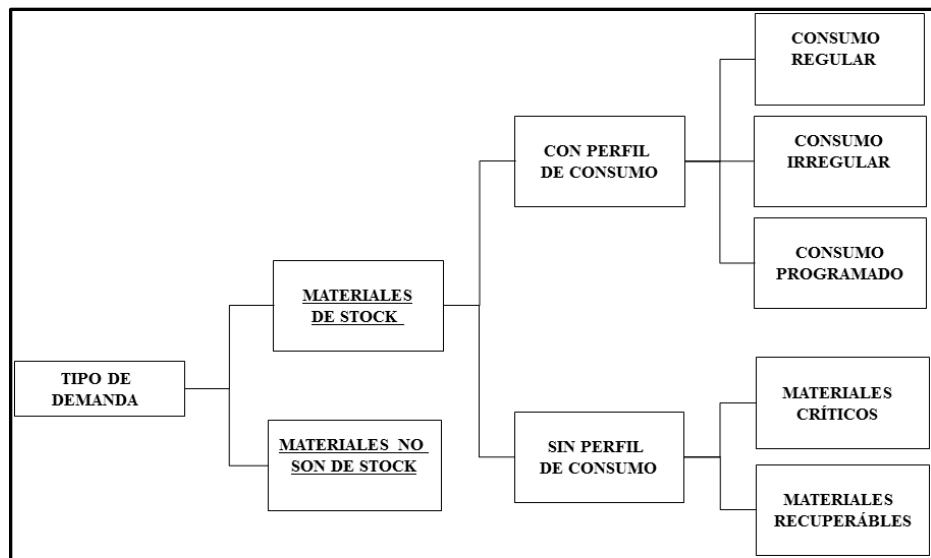 TIPO DE
DEMANDA
MATERIALES
DE STOCK
MATERIALES NO
SON DE STOCK
CON PERFIL
DE CONSUMO
SIN PERFIL
DE CONSUMO
CONSUMO
REGULAR
CONSUMO
IRREGULAR
CONSUMO
PROGRAMADO
MATERIALES
CRÍTICOS
MATERIALES
RECUPERÁBLES